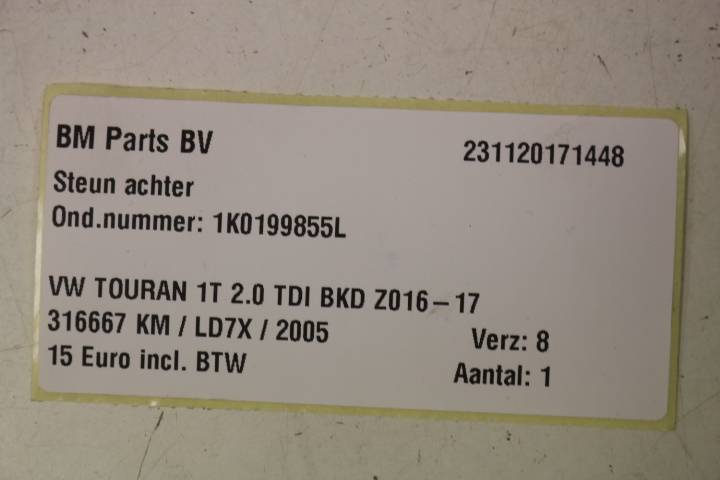 BM Parts BV 231120171448
Steun achter
Ond.nummer: 1K0199855L
VW TOURAN 1T 2.0 TDI BKD Z016-17
316667 KM / LD7X / 2005 Verz: 8
15 Euro incl. BTW Aantal: 1